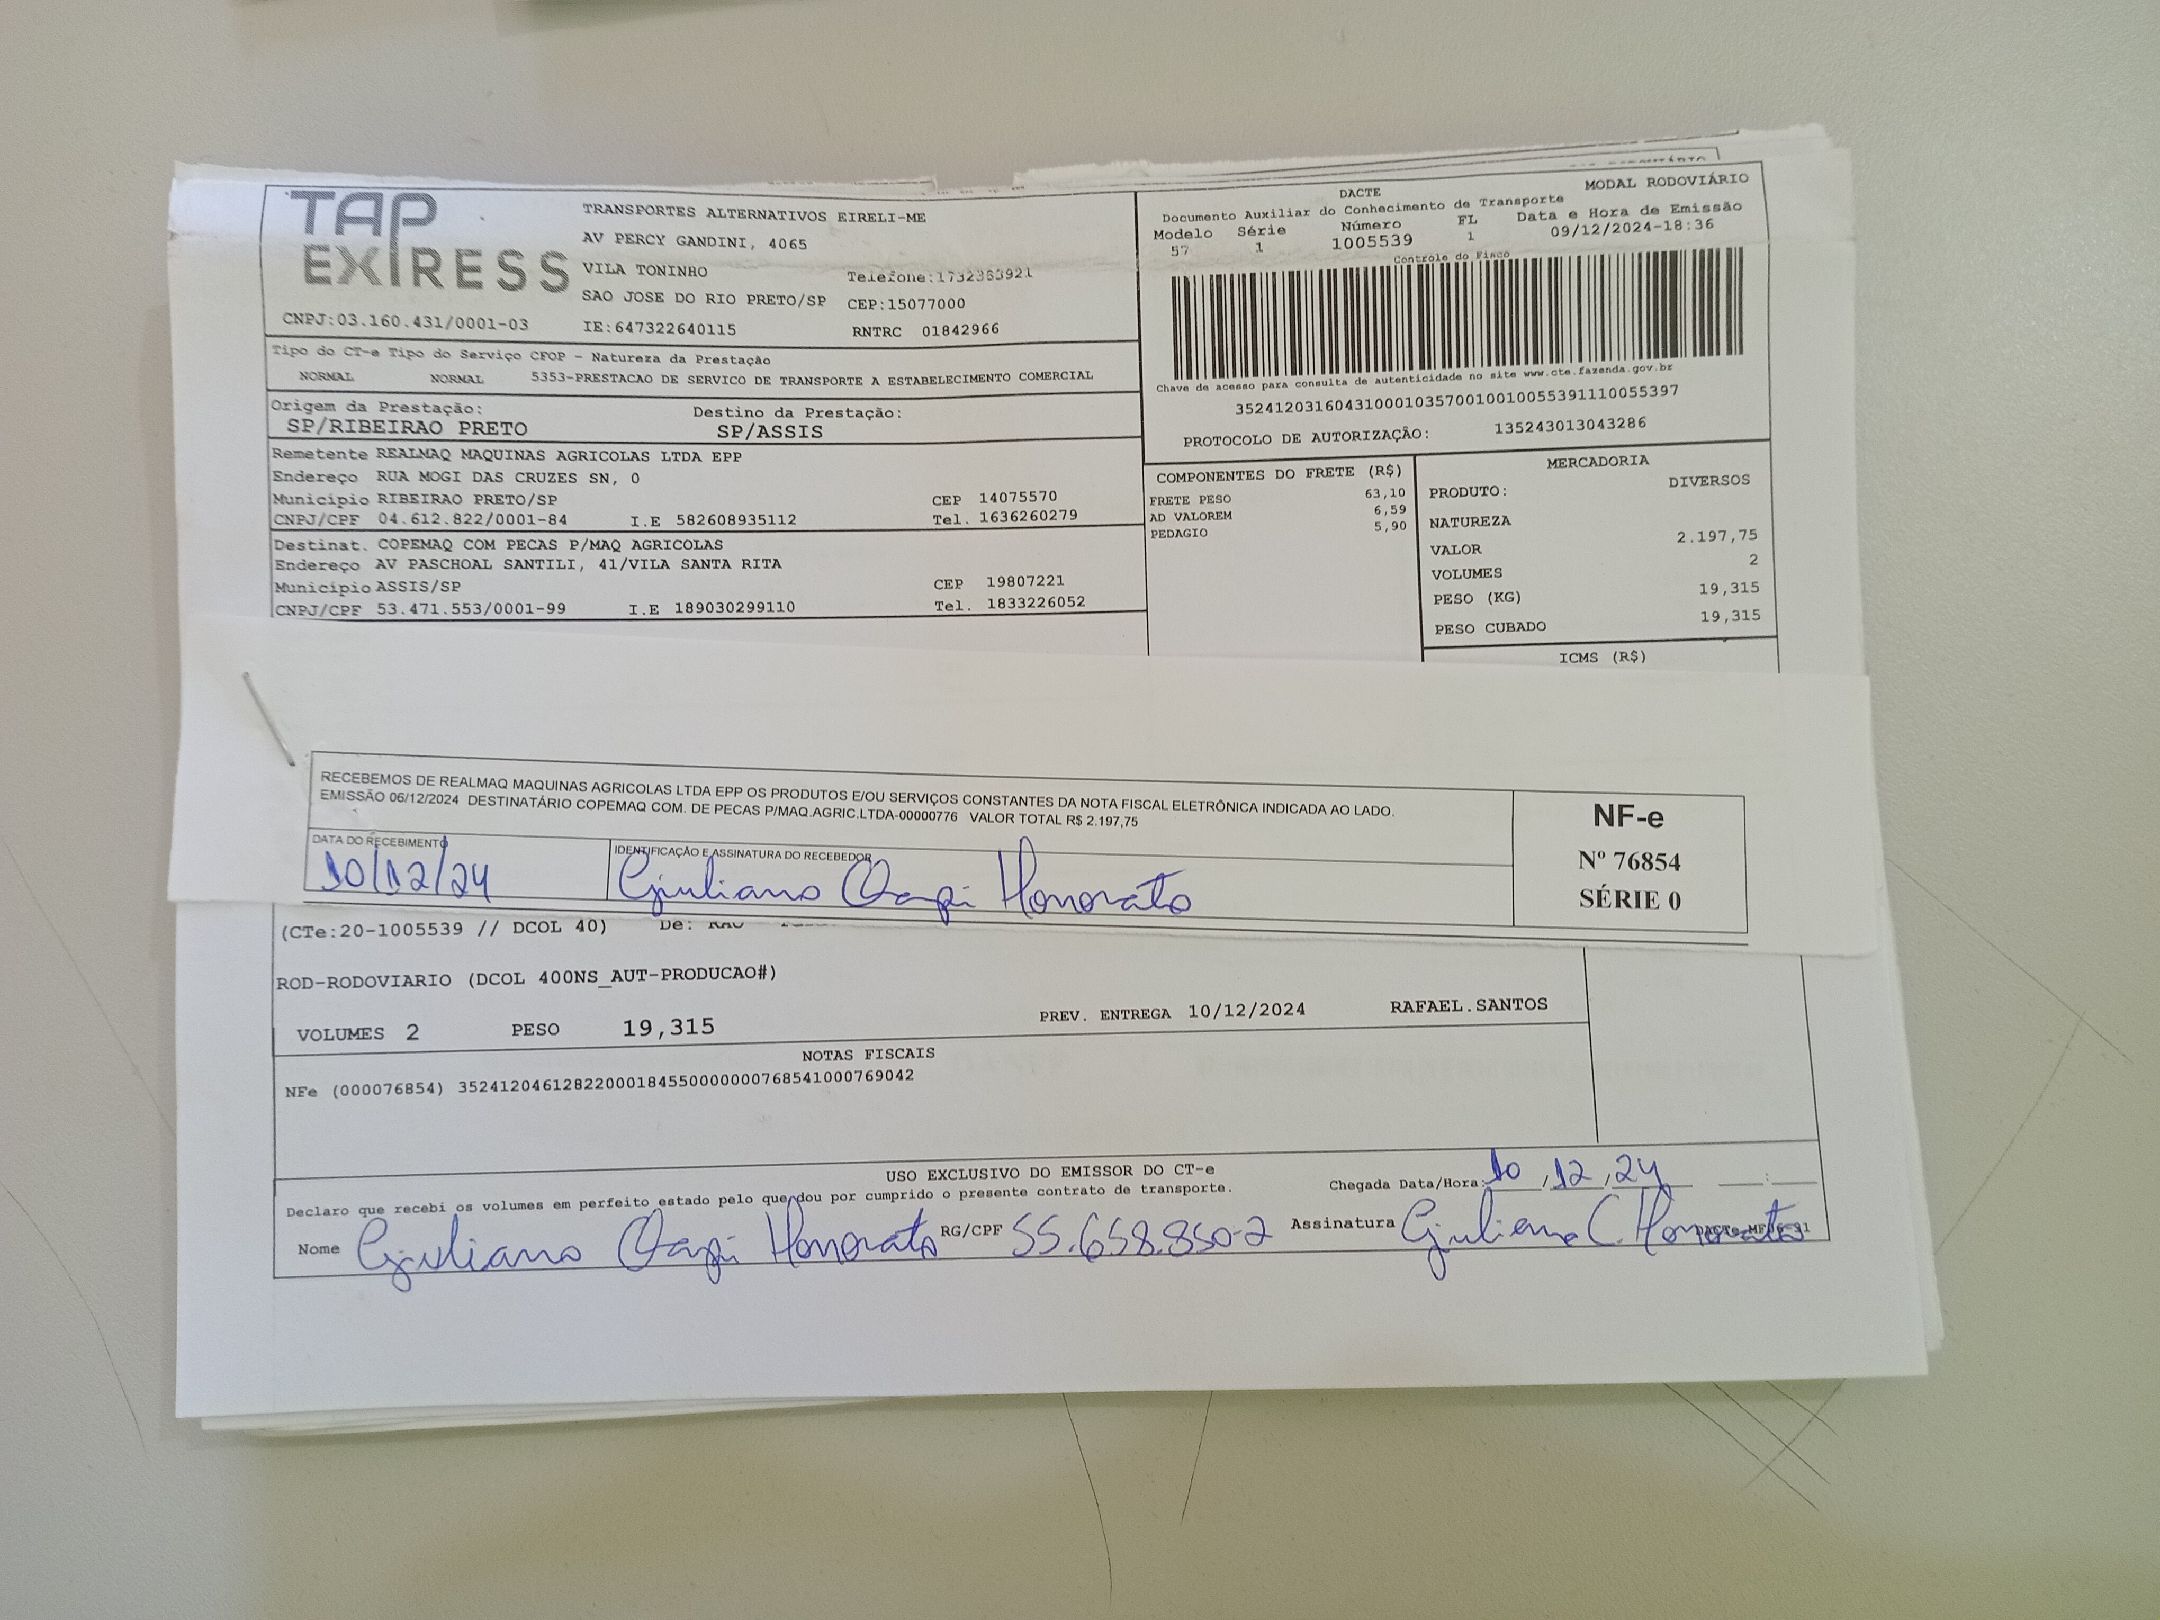 TAP
EXPRESS
CNPJ:03.160.431/0001-03
TRANSPORTES ALTERNATIVOS EIRELI-ME
AV PERCY GANDINI, 4065
VILA TONINHO Telefone:1732363921
SAO JOSE DO RIO PRETO/SP CEP:15077000
IE:647322640115 RNTRC 01842966
DACTE MODAL RODOVIÁRIO
Documento Auxiliar do Conhecimento de Transporte
Modelo Série Número FL Data e Hora de Emissão
57 1 1005539 1 09/12/2024-18:36
Controle do Fisco
Chave de acesso para consulta de autenticidade no site www.cte.fazenda.gov.br
35241203160431000103570010010055391110055397
PROTOCOLO DE AUTORIZAÇÃO: 135243013043286
Tipo do CT-e Tipo do Serviço CFOP - Natureza da Prestação
NORMAL NORMAL 5353-PRESTACAO DE SERVICO DE TRANSPORTE A ESTABELECIMENTO COMERCIAL
Origem da Prestação: Destino da Prestação:
SP/RIBEIRAO PRETO SP/ASSIS
Remetente REALMAQ MAQUINAS AGRICOLAS LTDA EPP
Endereço RUA MOGI DAS CRUZES SN, 0
Município RIBEIRAO PRETO/SP CEP 14075570
CNPJ/CPF 04.612.822/0001-84 I.E 582608935112 Tel. 1636260279
Destinat. COPEMAQ COM PECAS P/MAQ AGRICOLAS
Endereço AV PASCHOAL SANTILI, 41/VILA SANTA RITA
Município ASSIS/SP CEP 19807221
CNPJ/CPF 53.471.553/0001-99 I.E 189030299110 Tel. 1833226052
COMPONENTES DO FRETE (R$)
FRETE PESO 63,10
AD VALOREM 6,59
PEDAGIO 5,90
MERCADORIA
PRODUTO: DIVERSOS
NATUREZA
VALOR 2.197,75
VOLUMES 2
PESO (KG) 19,315
PESO CUBADO 19,315
ICMS (R$)
RECEBEMOS DE REALMAQ MAQUINAS AGRICOLAS LTDA EPP OS PRODUTOS E/OU SERVIÇOS CONSTANTES DA NOTA FISCAL ELETRÔNICA INDICADA AO LADO.
EMISSÃO 06/12/2024 DESTINATÁRIO COPEMAQ COM. DE PECAS P/MAQ.AGRIC.LTDA-00000776 VALOR TOTAL R$ 2.197,75
DATA DO RECEBIMENTO IDENTIFICAÇÃO E ASSINATURA DO RECEBEDOR
10/12/24 Giuliano Honorato
NF-e
Nº 76854
SÉRIE 0
(CTe:20-1005539 // DCOL 40) De:
ROD-RODOVIARIO (DCOL 400NS_AUT-PRODUCAO#)
VOLUMES 2 PESO 19,315 PREV. ENTREGA 10/12/2024 RAFAEL.SANTOS
NOTAS FISCAIS
NFe (000076854) 35241204612822000184550000000768541000769042
USO EXCLUSIVO DO EMISSOR DO CT-e
Declaro que recebi os volumes em perfeito estado pelo que dou por cumprido o presente contrato de transporte. Chegada Data/Hora: 10/12/24
Nome Giuliano Honorato RG/CPF 55.658.850-2 Assinatura Giuliano C. Honorato